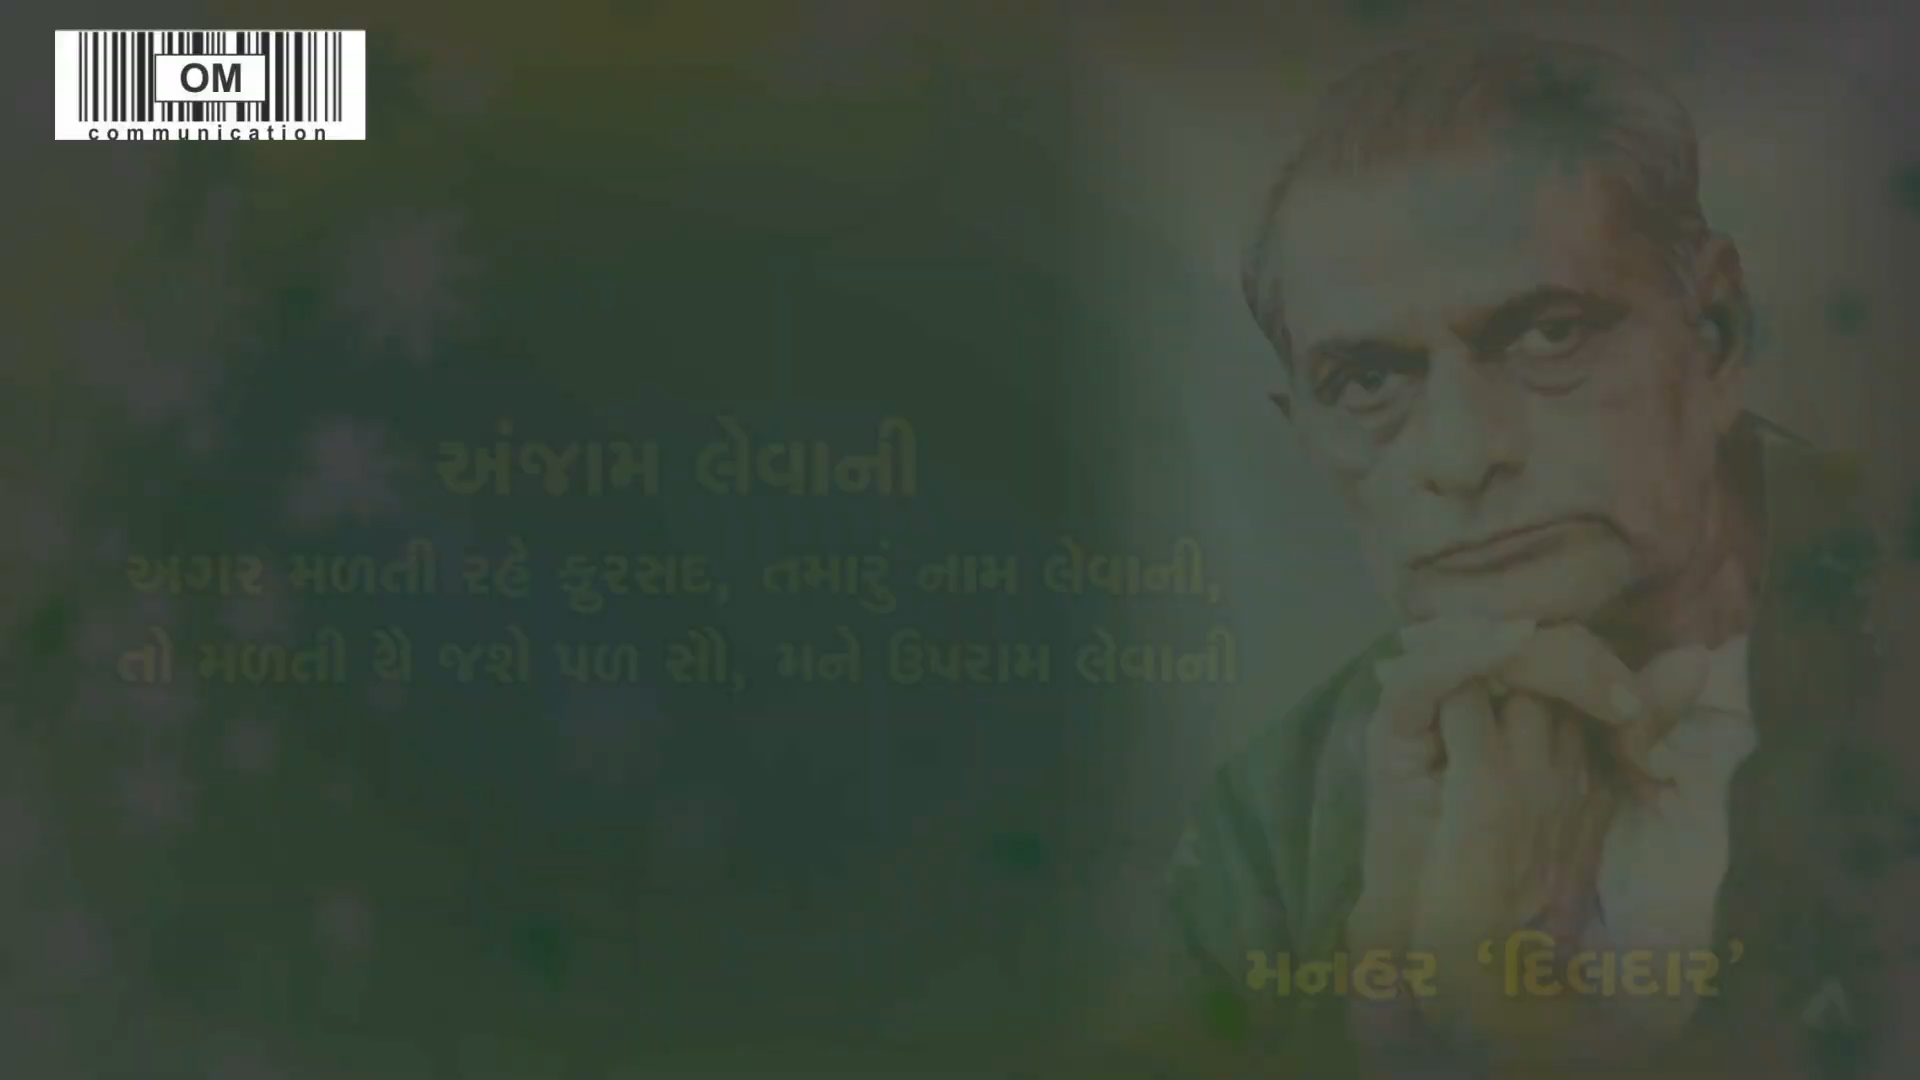 OM
communication
અંજામ લેવાની
અગર મળતી રહે ફુરસદ, તમારું નામ લેવાની,
તો મળતી થૈ જશે પળ સૌ, મને ઉપરામ લેવાની
મનહર ‘દિલદાર’